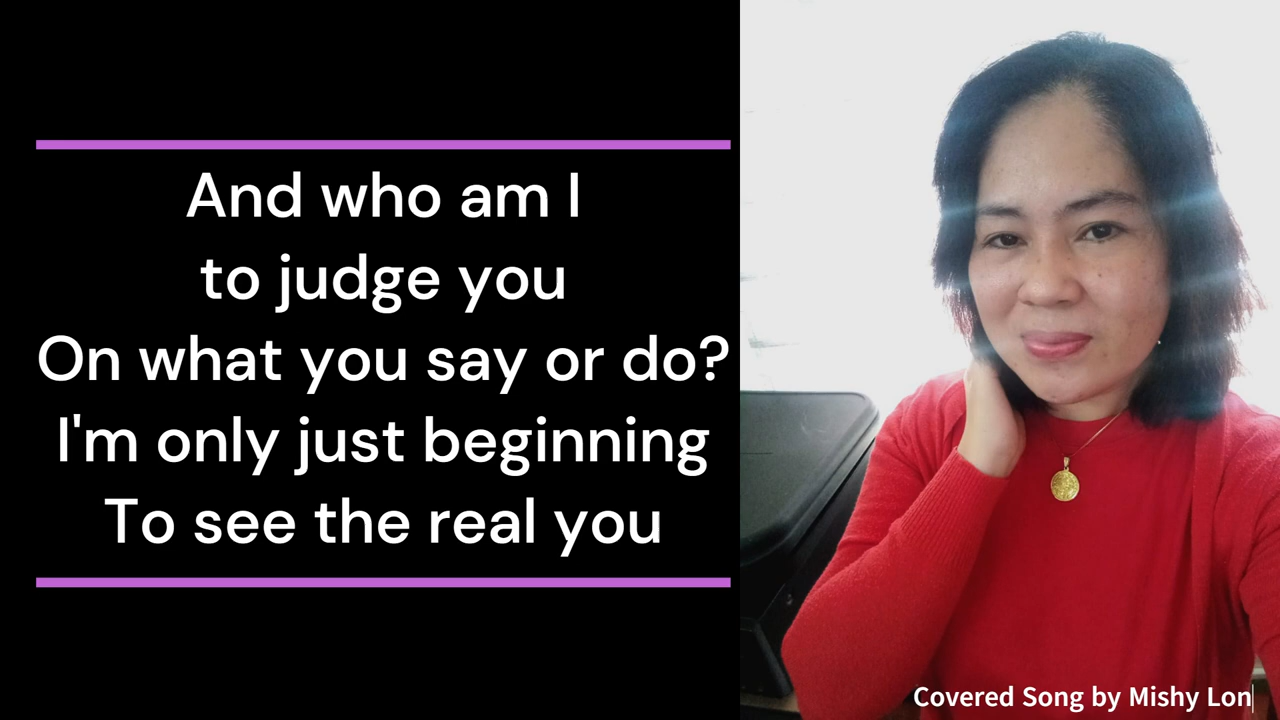 And who am I
to judge you
On what you say or do?
I'm only just beginning
To see the real you
Covered Song by Mishy Lon